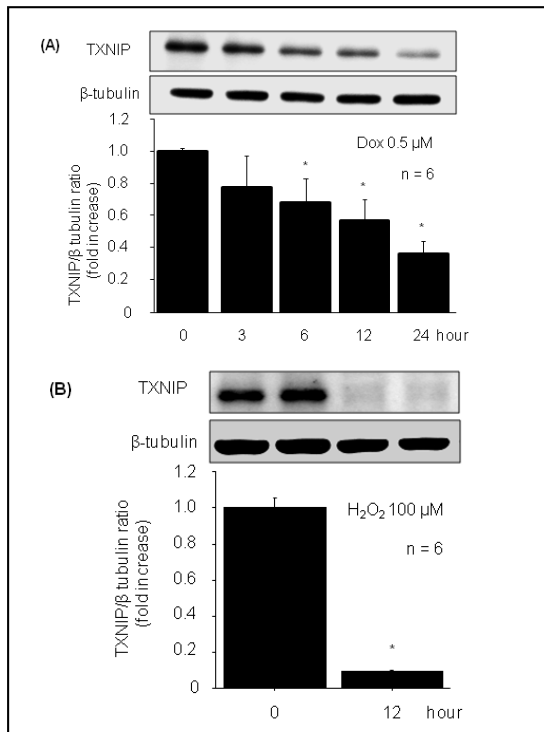 (A)
TXNIP
β-tubulin
TXNIP/β tubulin ratio
(fold increase)
1.2
1.0
0.8
0.6
0.4
0.2
0
Dox 0.5 µM
n = 6
*
*
*
0 3 6 12 24 hour
(B)
TXNIP
β-tubulin
TXNIP/β tubulin ratio
(fold increase)
1.2
1.0
0.8
0.6
0.4
0.2
0
H₂O₂ 100 µM
n = 6
*
0 12 hour